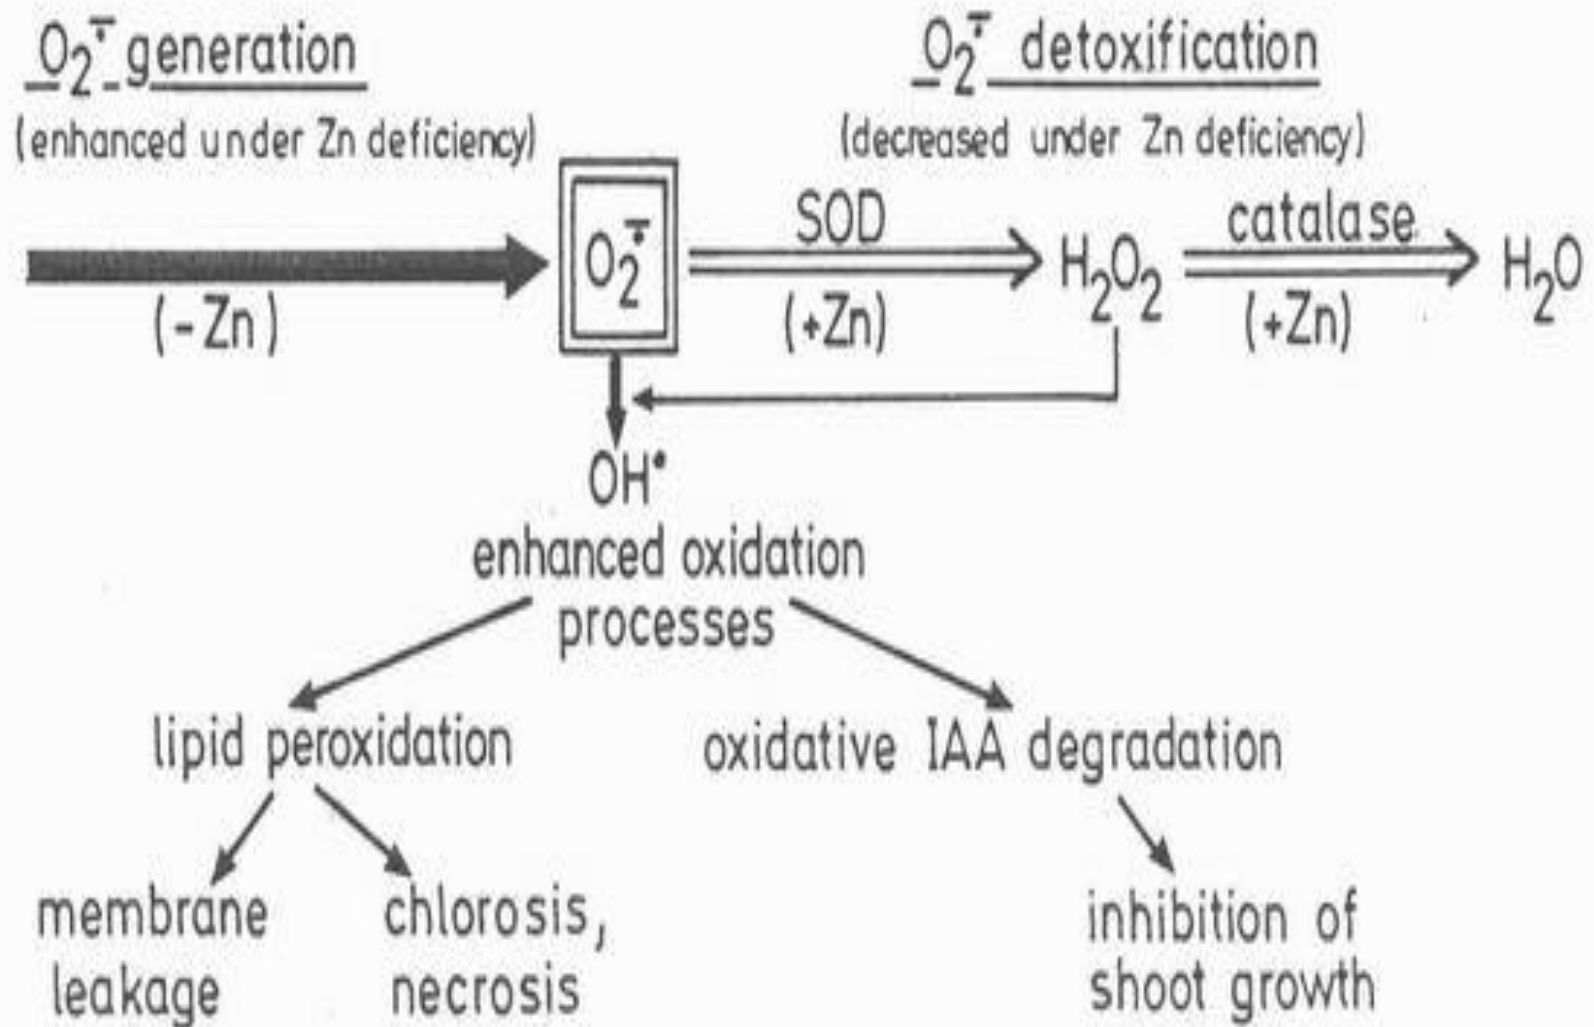 O₂⨪ generation
(enhanced under Zn deficiency)
O₂⨪ detoxification
(decreased under Zn deficiency)
(-Zn)
O₂⨪
SOD
(+Zn)
H₂O₂
catalase
(+Zn)
H₂O
OH•
enhanced oxidation
processes
lipid peroxidation
oxidative IAA degradation
membrane
leakage
chlorosis,
necrosis
inhibition of
shoot growth